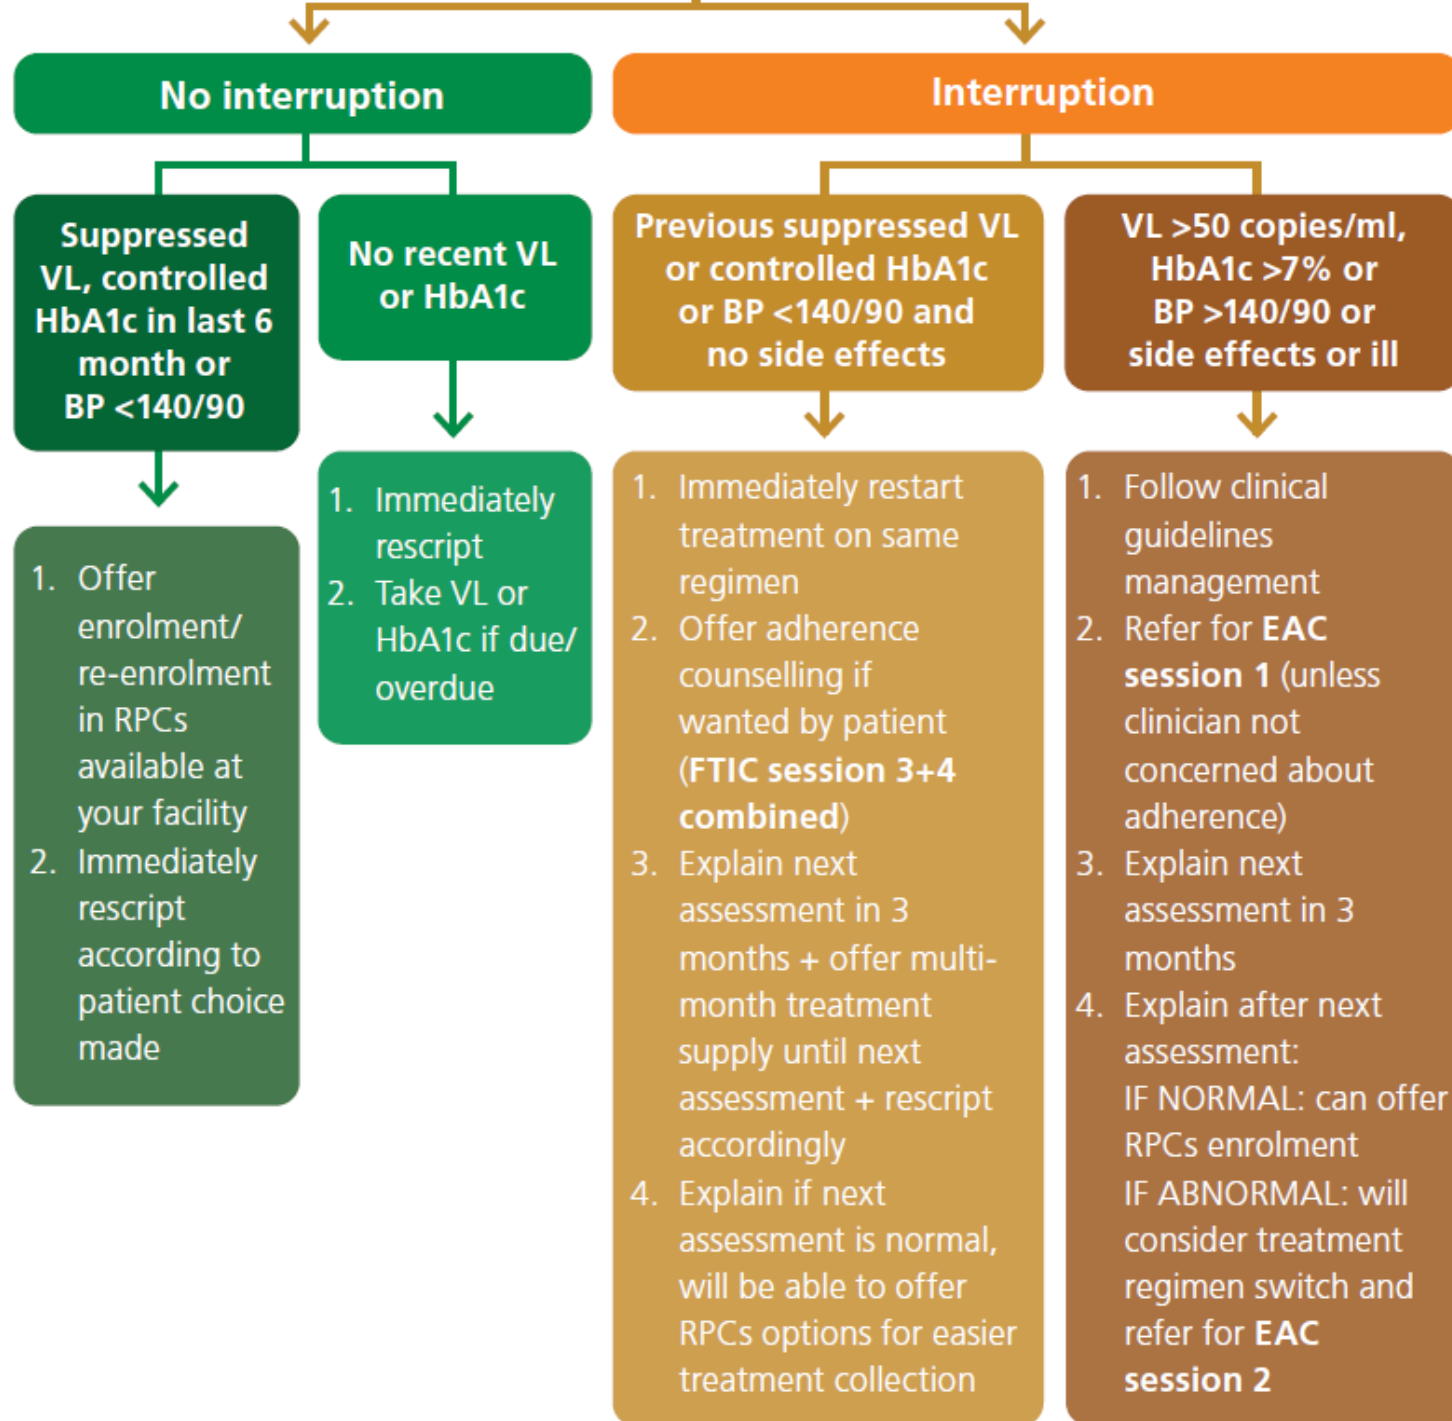 No interruption
Interruption
Suppressed
VL, controlled
HbA1c in last 6
month or
BP <140/90
No recent VL
or HbA1c
Previous suppressed VL
or controlled HbA1c
or BP <140/90 and
no side effects
VL >50 copies/ml,
HbA1c >7% or
BP >140/90 or
side effects or ill
1. Offer
enrolment/
re-enrolment
in RPCs
available at
your facility
2. Immediately
rescript
according to
patient choice
made
1. Immediately
rescript
2. Take VL or
HbA1c if due/
overdue
1. Immediately restart
treatment on same
regimen
2. Offer adherence
counselling if
wanted by patient
(FTIC session 3+4
combined)
3. Explain next
assessment in 3
months + offer multi-
month treatment
supply until next
assessment + rescript
accordingly
4. Explain if next
assessment is normal,
will be able to offer
RPCs options for easier
treatment collection
1. Follow clinical
guidelines
management
2. Refer for EAC
session 1 (unless
clinician not
concerned about
adherence)
3. Explain next
assessment in 3
months
4. Explain after next
assessment:
IF NORMAL: can offer
RPCs enrolment
IF ABNORMAL: will
consider treatment
regimen switch and
refer for EAC
session 2